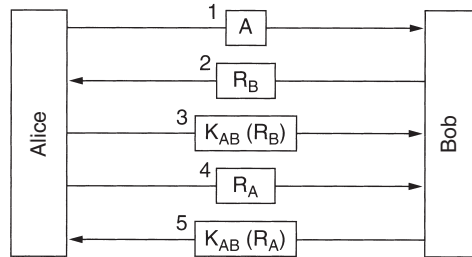 1 A
2 R_B
3 K_AB (R_B)
4 R_A
5 K_AB (R_A)
Alice
Bob